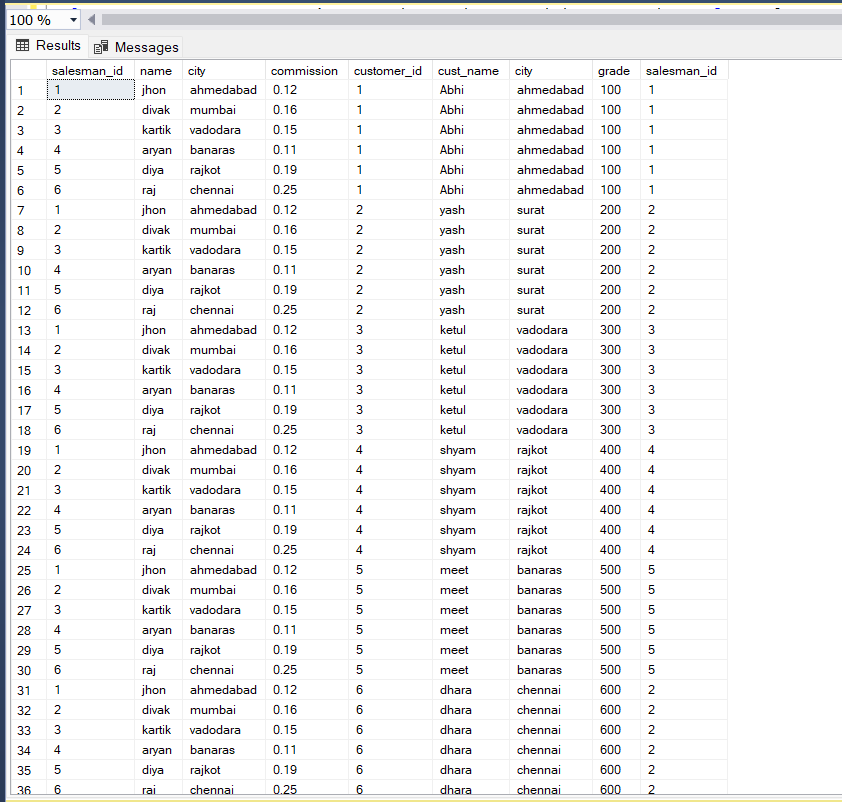 100 %
Results Messages
salesman_id name city commission customer_id cust_name city grade salesman_id
1 1 jhon ahmedabad 0.12 1 Abhi ahmedabad 100 1
2 2 divak mumbai 0.16 1 Abhi ahmedabad 100 1
3 3 kartik vadodara 0.15 1 Abhi ahmedabad 100 1
4 4 aryan banaras 0.11 1 Abhi ahmedabad 100 1
5 5 diya rajkot 0.19 1 Abhi ahmedabad 100 1
6 6 raj chennai 0.25 1 Abhi ahmedabad 100 1
7 1 jhon ahmedabad 0.12 2 yash surat 200 2
8 2 divak mumbai 0.16 2 yash surat 200 2
9 3 kartik vadodara 0.15 2 yash surat 200 2
10 4 aryan banaras 0.11 2 yash surat 200 2
11 5 diya rajkot 0.19 2 yash surat 200 2
12 6 raj chennai 0.25 2 yash surat 200 2
13 1 jhon ahmedabad 0.12 3 ketul vadodara 300 3
14 2 divak mumbai 0.16 3 ketul vadodara 300 3
15 3 kartik vadodara 0.15 3 ketul vadodara 300 3
16 4 aryan banaras 0.11 3 ketul vadodara 300 3
17 5 diya rajkot 0.19 3 ketul vadodara 300 3
18 6 raj chennai 0.25 3 ketul vadodara 300 3
19 1 jhon ahmedabad 0.12 4 shyam rajkot 400 4
20 2 divak mumbai 0.16 4 shyam rajkot 400 4
21 3 kartik vadodara 0.15 4 shyam rajkot 400 4
22 4 aryan banaras 0.11 4 shyam rajkot 400 4
23 5 diya rajkot 0.19 4 shyam rajkot 400 4
24 6 raj chennai 0.25 4 shyam rajkot 400 4
25 1 jhon ahmedabad 0.12 5 meet banaras 500 5
26 2 divak mumbai 0.16 5 meet banaras 500 5
27 3 kartik vadodara 0.15 5 meet banaras 500 5
28 4 aryan banaras 0.11 5 meet banaras 500 5
29 5 diya rajkot 0.19 5 meet banaras 500 5
30 6 raj chennai 0.25 5 meet banaras 500 5
31 1 jhon ahmedabad 0.12 6 dhara chennai 600 2
32 2 divak mumbai 0.16 6 dhara chennai 600 2
33 3 kartik vadodara 0.15 6 dhara chennai 600 2
34 4 aryan banaras 0.11 6 dhara chennai 600 2
35 5 diya rajkot 0.19 6 dhara chennai 600 2
36 6 raj chennai 0.25 6 dhara chennai 600 2